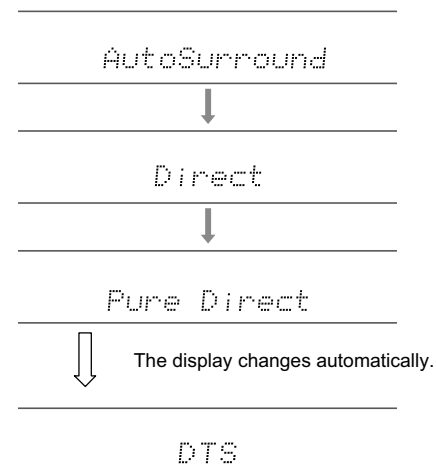 AutoSurround
Direct
Pure Direct
The display changes automatically.
DTS